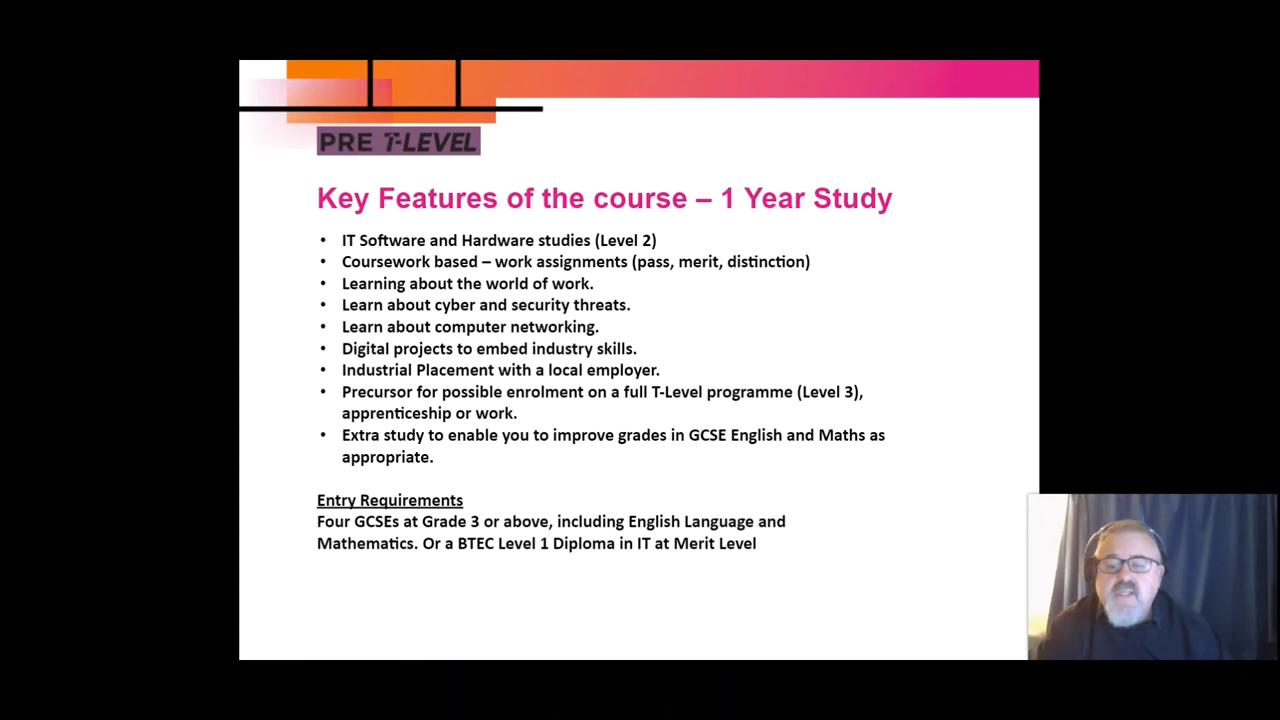 PRE T-LEVEL
Key Features of the course – 1 Year Study
• IT Software and Hardware studies (Level 2)
• Coursework based – work assignments (pass, merit, distinction)
• Learning about the world of work.
• Learn about cyber and security threats.
• Learn about computer networking.
• Digital projects to embed industry skills.
• Industrial Placement with a local employer.
• Precursor for possible enrolment on a full T-Level programme (Level 3),
apprenticeship or work.
• Extra study to enable you to improve grades in GCSE English and Maths as
appropriate.
Entry Requirements
Four GCSEs at Grade 3 or above, including English Language and
Mathematics. Or a BTEC Level 1 Diploma in IT at Merit Level